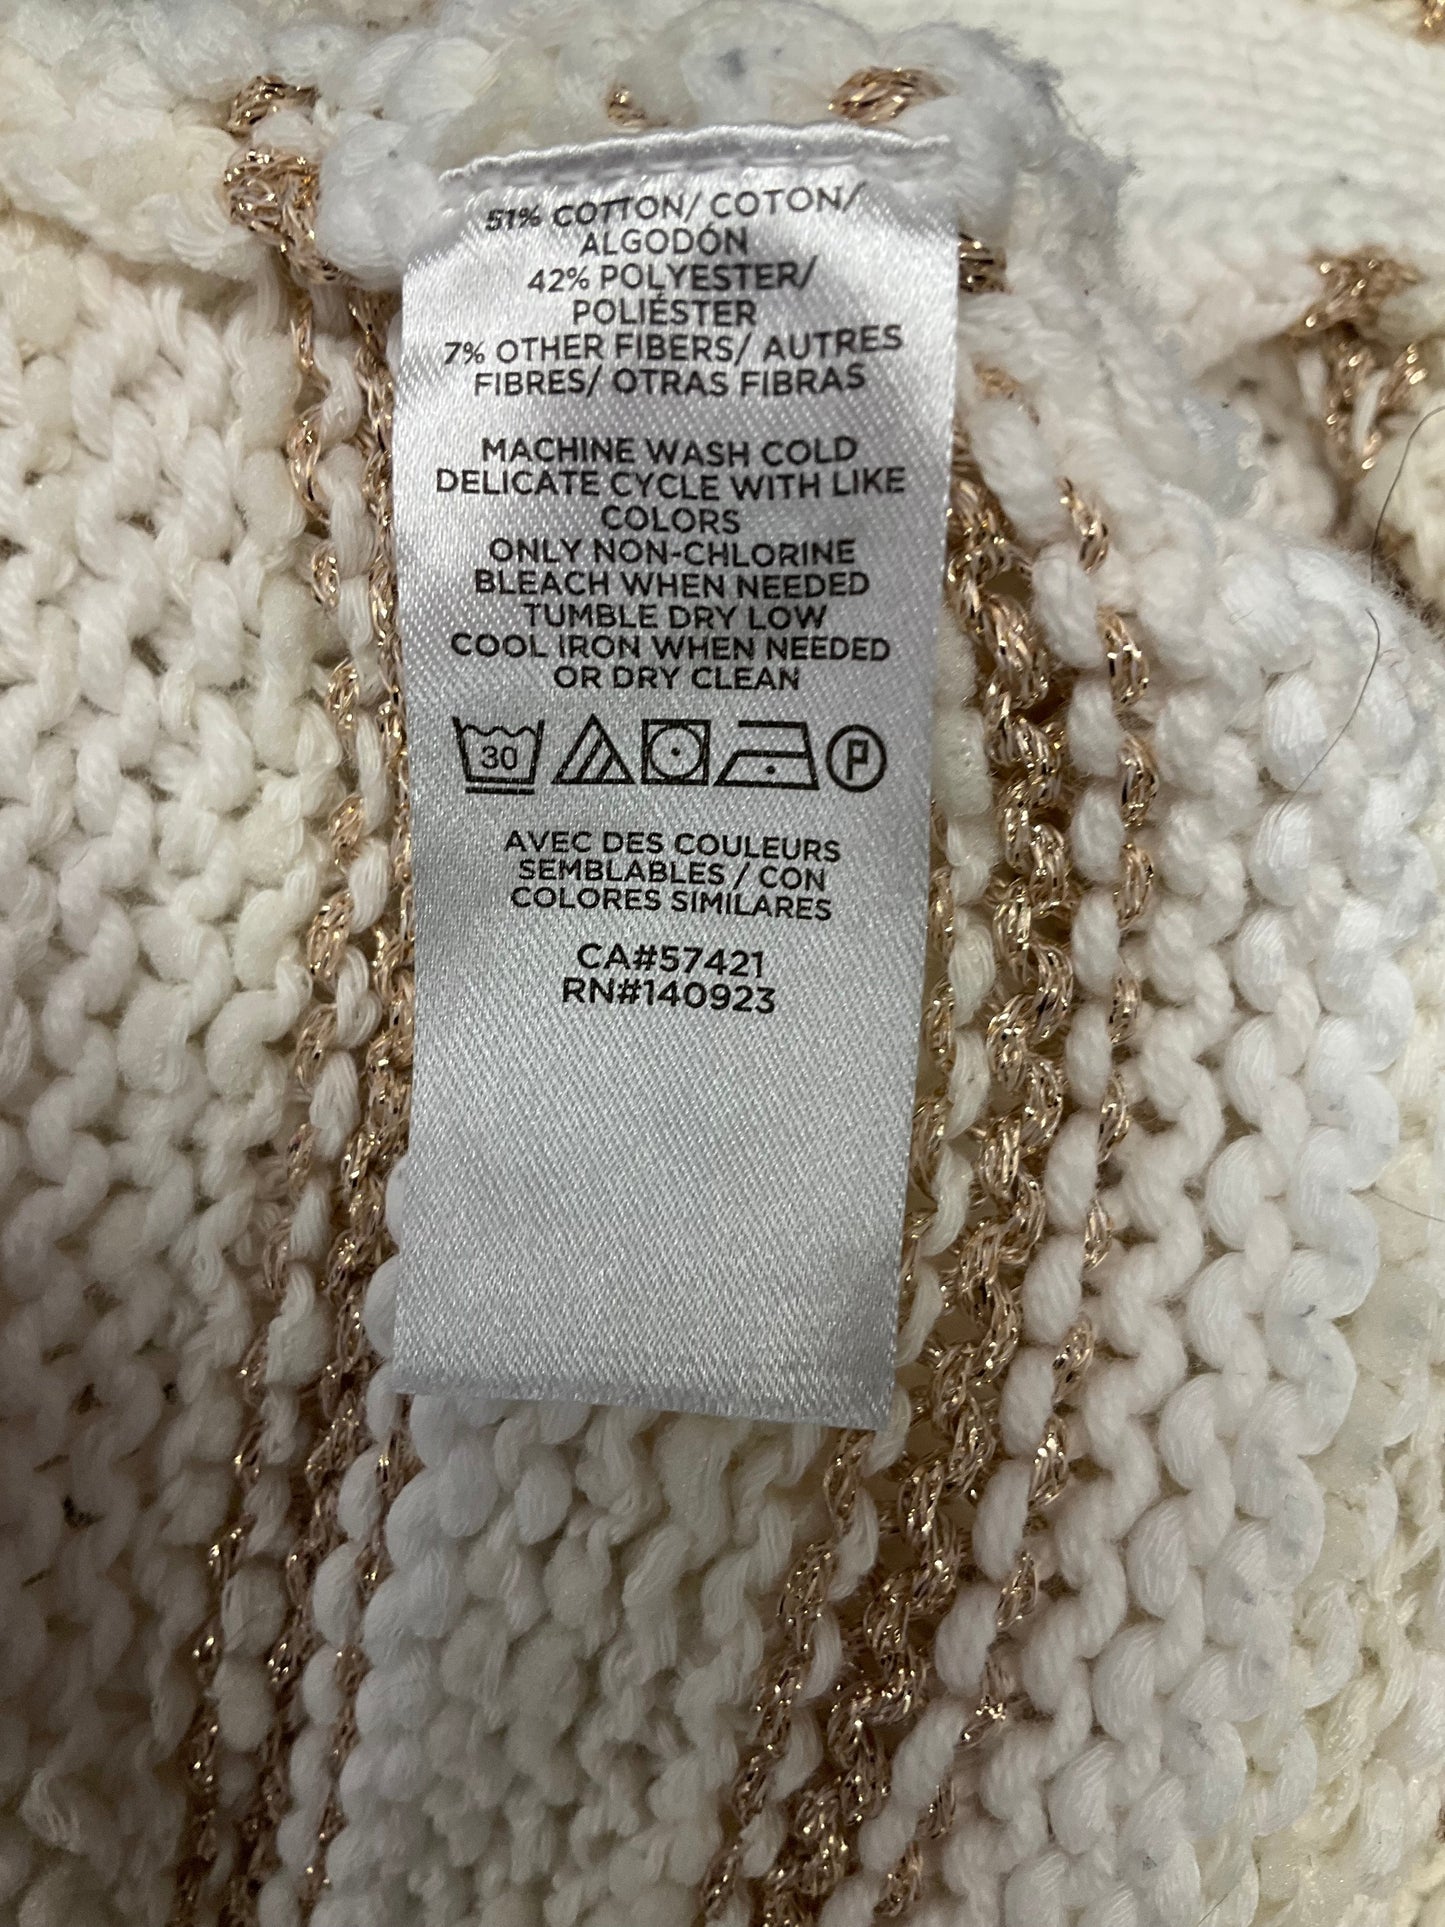 51% COTTON/ COTON/
ALGODÓN
42% POLYESTER/
POLIÉSTER
7% OTHER FIBERS/ AUTRES
FIBRES/ OTRAS FIBRAS
MACHINE WASH COLD
DELICATE CYCLE WITH LIKE
COLORS
ONLY NON-CHLORINE
BLEACH WHEN NEEDED
TUMBLE DRY LOW
COOL IRON WHEN NEEDED
OR DRY CLEAN
30 P
AVEC DES COULEURS
SEMBLABLES / CON
COLORES SIMILARES
CA#57421
RN#140923